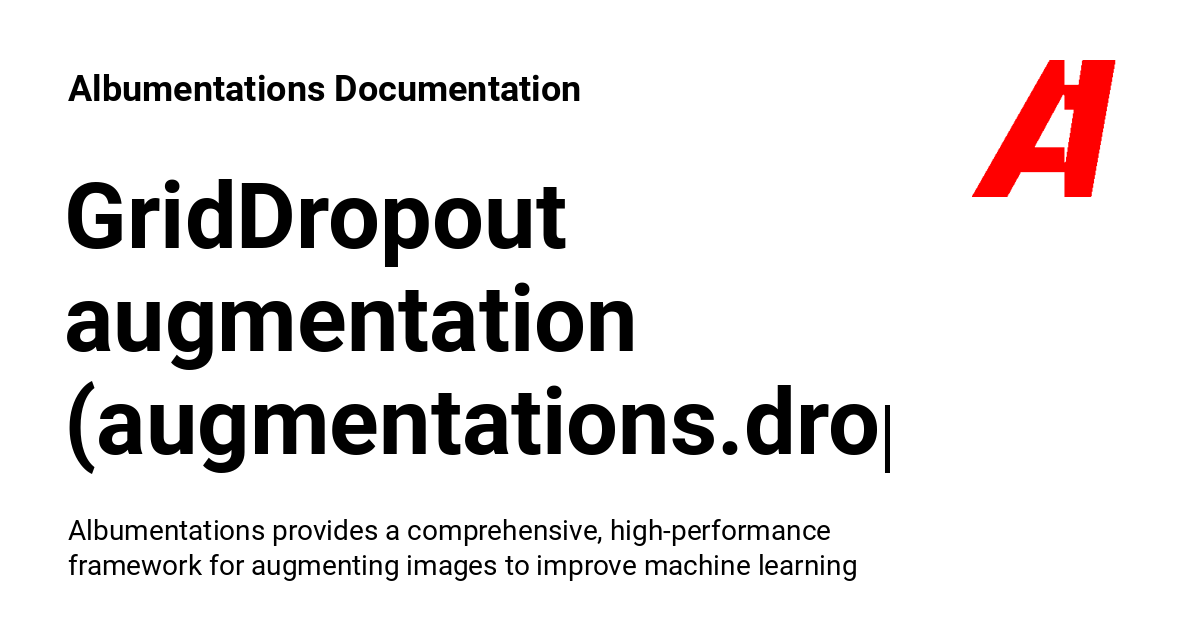 Albumentations Documentation
GridDropout
augmentation
(augmentations.dro
Albumentations provides a comprehensive, high-performance
framework for augmenting images to improve machine learning